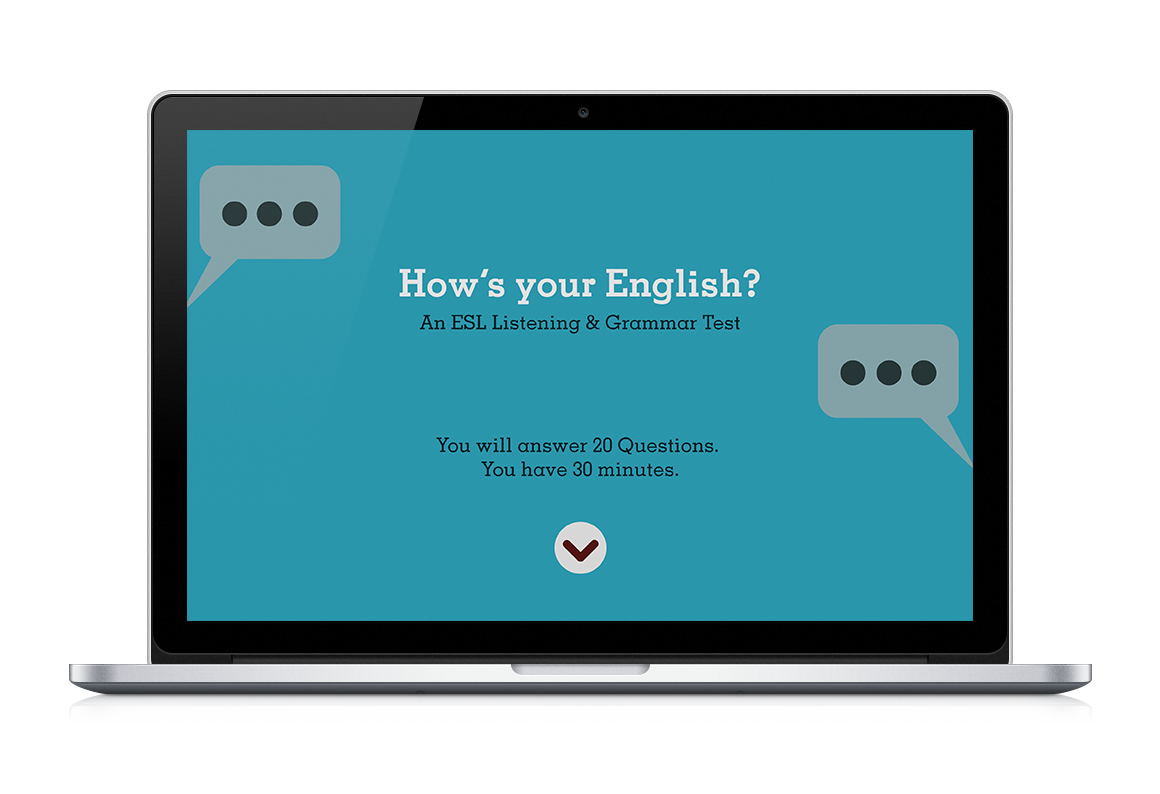 How‘s your English?
An ESL Listening & Grammar Test
You will answer 20 Questions.
You have 30 minutes.